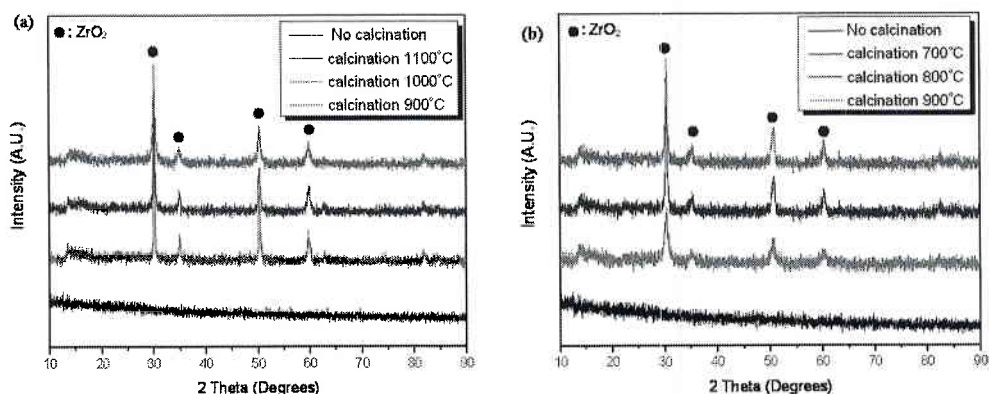 (a)
●: ZrO₂
No calcination
calcination 1100°C
calcination 1000°C
calcination 900°C
Intensity (A.U.)
10 20 30 40 50 60 70 80 90
2 Theta (Degrees)
(b)
●: ZrO₂
No calcination
calcination 700°C
calcination 800°C
calcination 900°C
Intensity (A.U.)
10 20 30 40 50 60 70 80 90
2 Theta (Degrees)